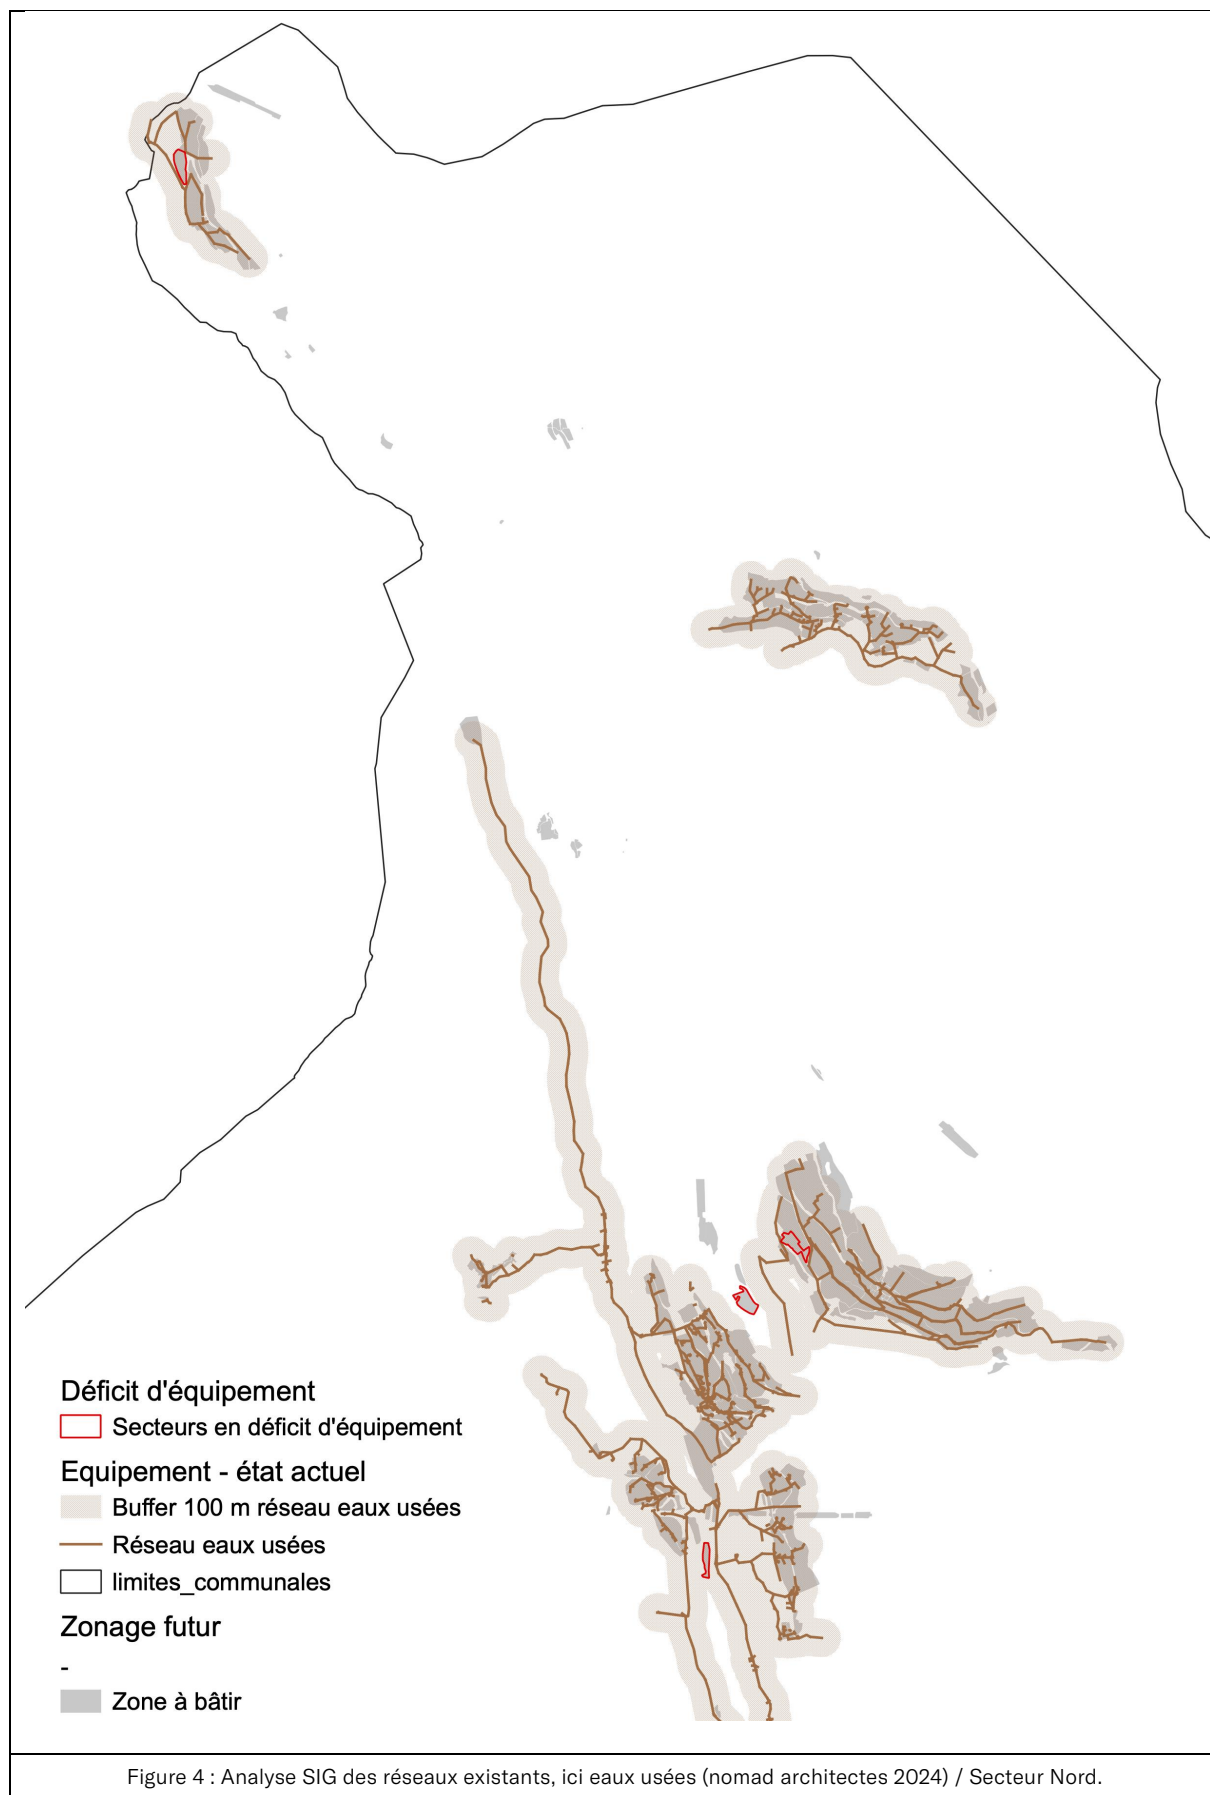 Déficit d'équipement
Secteurs en déficit d'équipement
Equipement - état actuel
Buffer 100 m réseau eaux usées
Réseau eaux usées
limites_communales
Zonage futur
-
Zone à bâtir
Figure 4 : Analyse SIG des réseaux existants, ici eaux usées (nomad architectes 2024) / Secteur Nord.